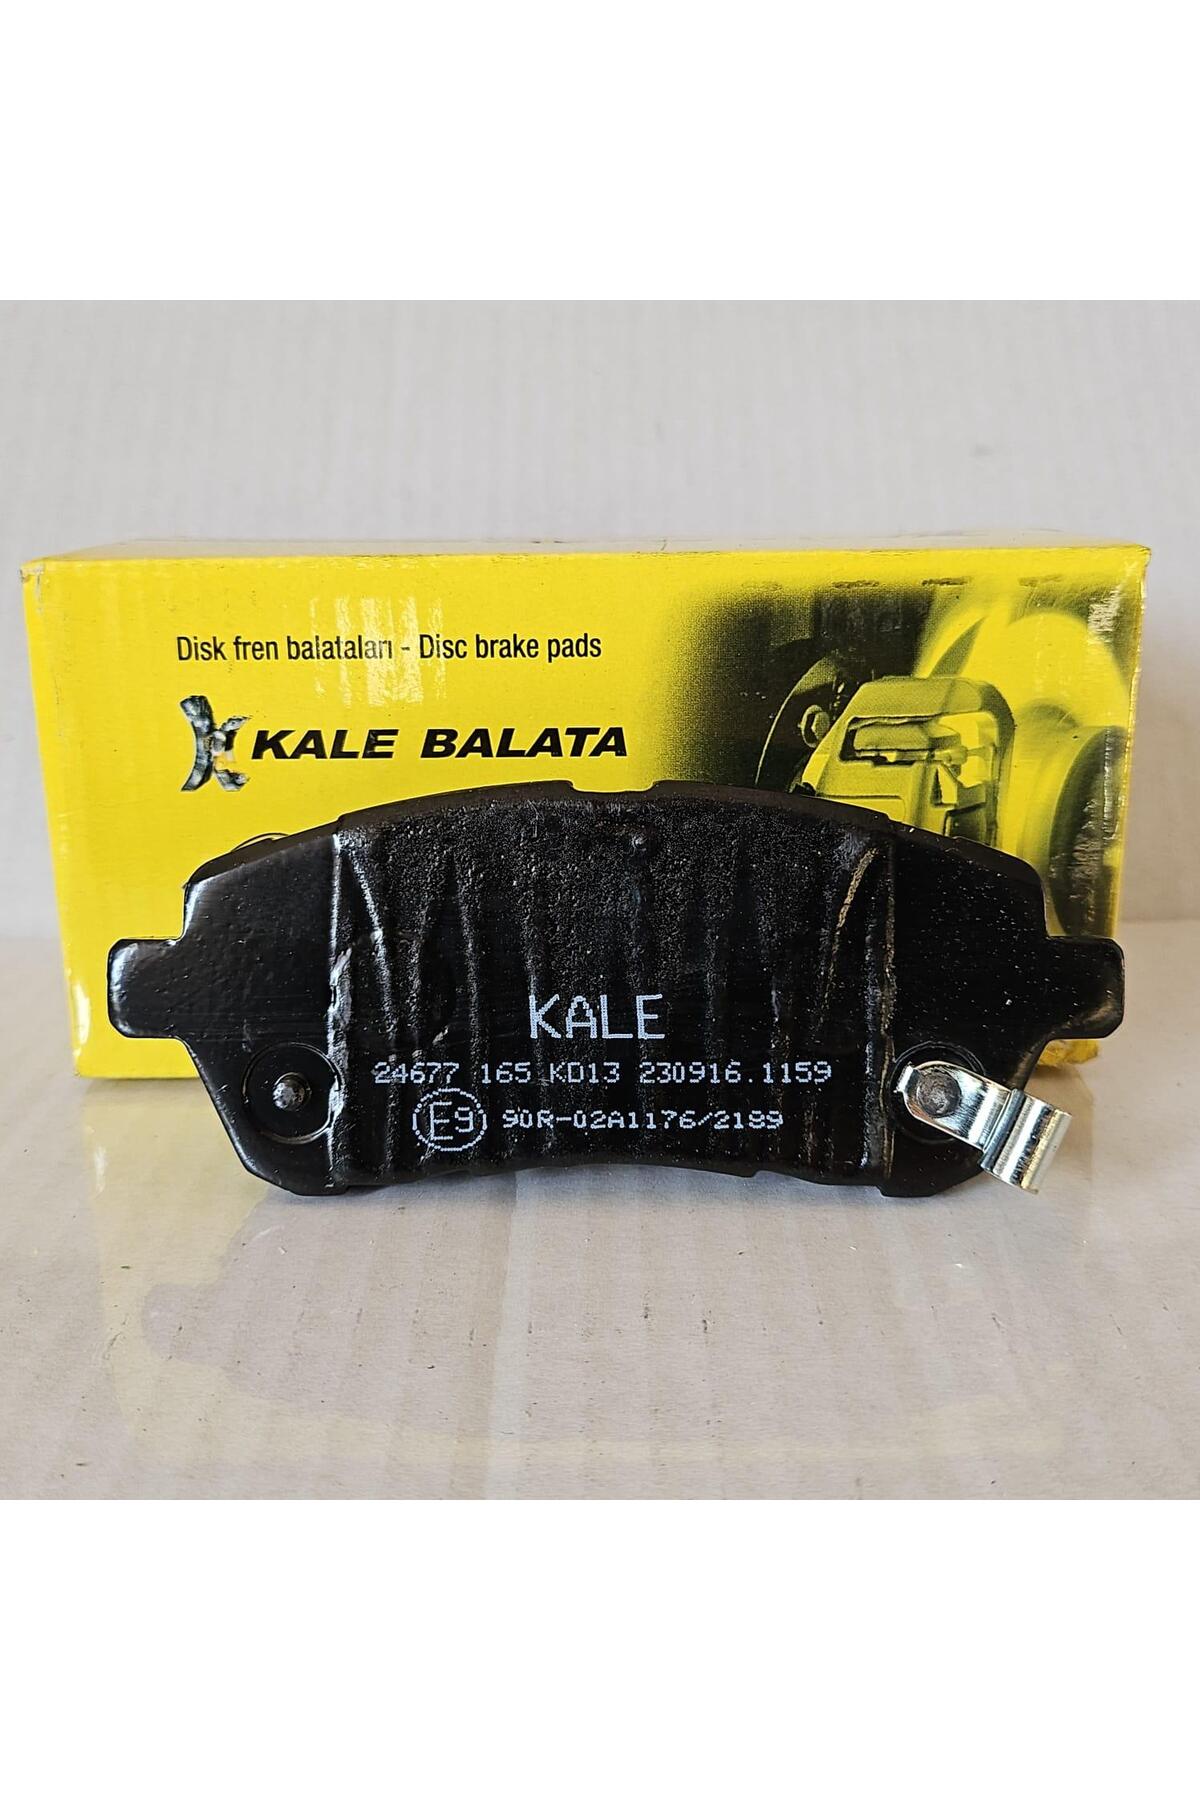 Disk fren balataları - Disc brake pads
KALE BALATA
KALE
24677 165 KD13 230916.1159
E9 90R-02A1176/2189